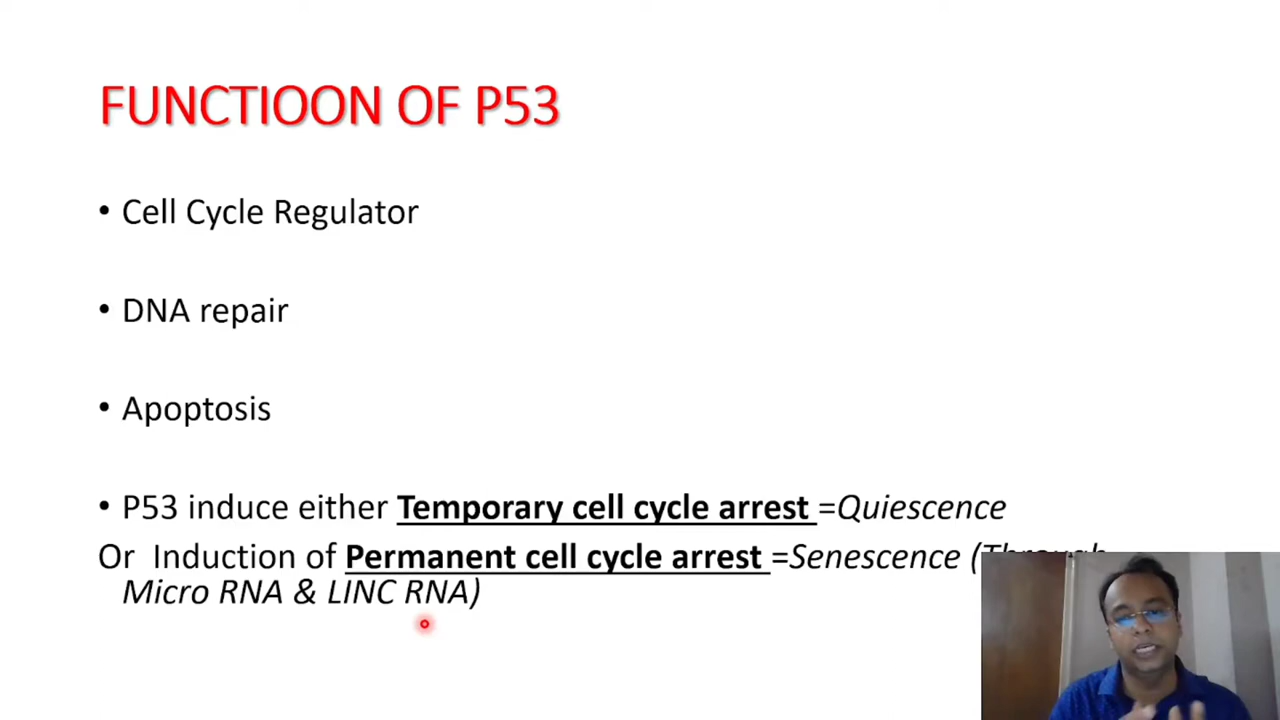 FUNCTIOON OF P53
• Cell Cycle Regulator
• DNA repair
• Apoptosis
• P53 induce either Temporary cell cycle arrest =Quiescence
Or Induction of Permanent cell cycle arrest =Senescence (Through
Micro RNA & LINC RNA)